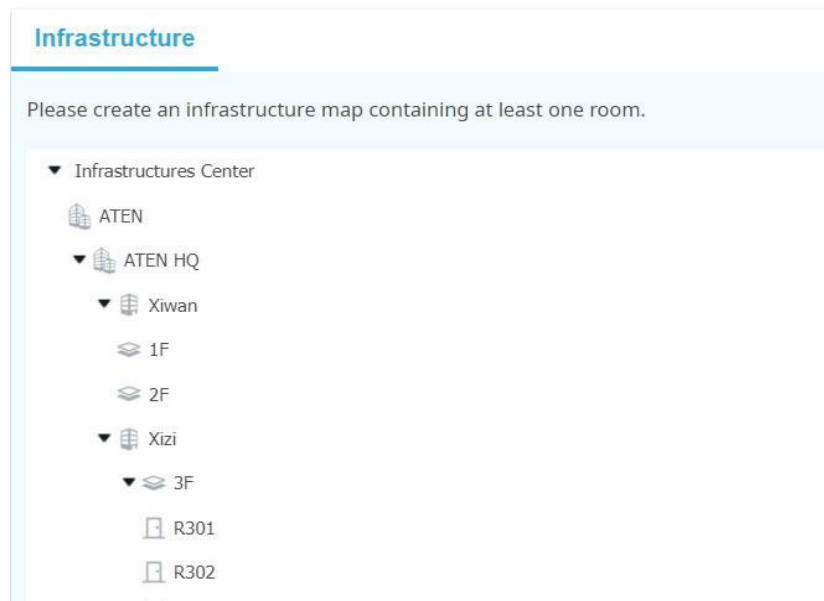 Infrastructure
Please create an infrastructure map containing at least one room.
Infrastructures Center
ATEN
ATEN HQ
Xiwan
1F
2F
Xizi
3F
R301
R302